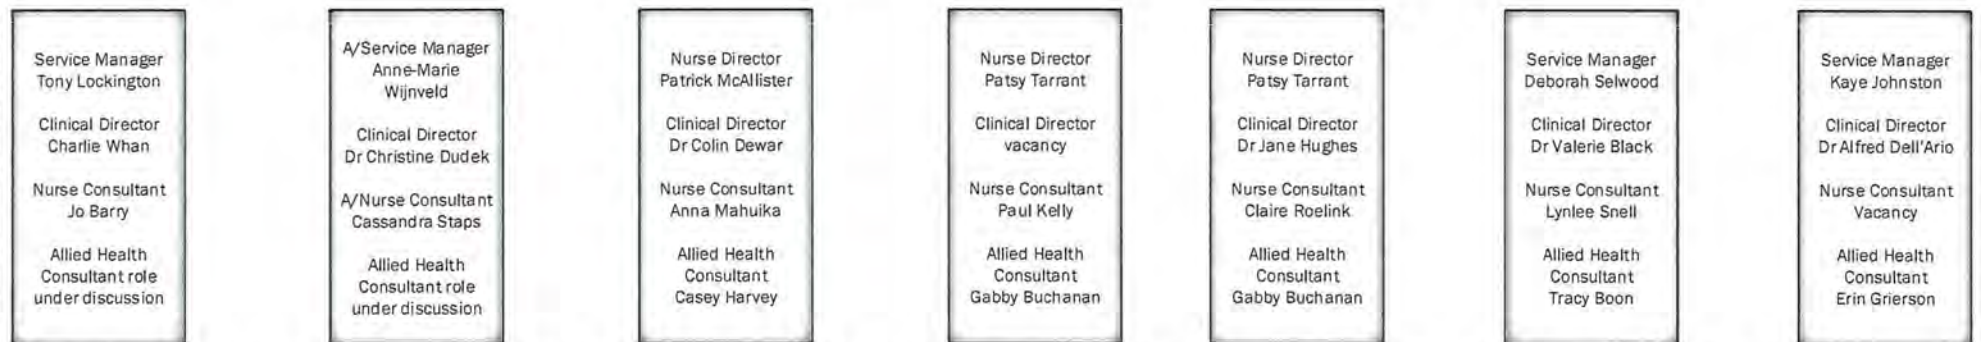 Service Manager
Tony Lockington
Clinical Director
Charlie Whan
Nurse Consultant
Jo Barry
Allied Health
Consultant role
under discussion
A/Service Manager
Anne-Marie
Wijnveld
Clinical Director
Dr Christine Dudek
A/Nurse Consultant
Cassandra Staps
Allied Health
Consultant role
under discussion
Nurse Director
Patrick McAllister
Clinical Director
Dr Colin Dewar
Nurse Consultant
Anna Mahuika
Allied Health
Consultant
Casey Harvey
Nurse Director
Patsy Tarrant
Clinical Director
vacancy
Nurse Consultant
Paul Kelly
Allied Health
Consultant
Gabby Buchanan
Nurse Director
Patsy Tarrant
Clinical Director
Dr Jane Hughes
Nurse Consultant
Claire Roelink
Allied Health
Consultant
Gabby Buchanan
Service Manager
Deborah Selwood
Clinical Director
Dr Valerie Black
Nurse Consultant
Lynlee Snell
Allied Health
Consultant
Tracy Boon
Service Manager
Kaye Johnston
Clinical Director
Dr Alfred Dell'Ario
Nurse Consultant
Vacancy
Allied Health
Consultant
Erin Grierson